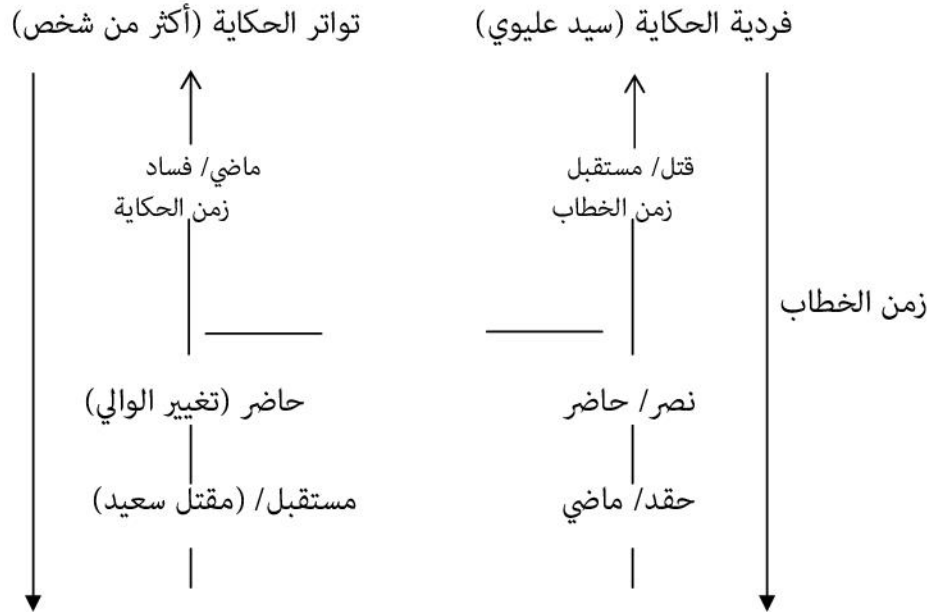 فردية الحكاية (سيد عليوي)
تواتر الحكاية (أكثر من شخص)
قتل/ مستقبل
ماضي/ فساد
زمن الخطاب
زمن الحكاية
زمن الخطاب
نصر/ حاضر
حاضر (تغيير الوالي)
حقد/ ماضي
مستقبل/ (مقتل سعيد)